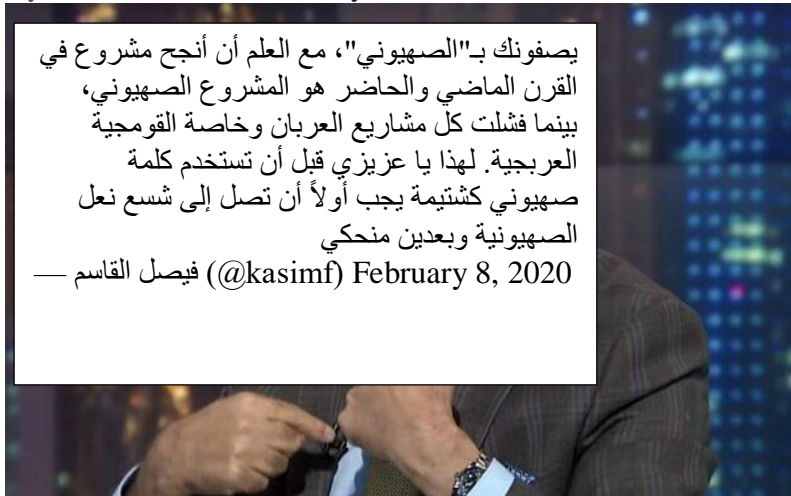 يصفونك بـ"الصهيوني"، مع العلم أن أنجح مشروع في
القرن الماضي والحاضر هو المشروع الصهيوني،
بينما فشلت كل مشاريع العربان وخاصة القومجية
العربجية. لهذا يا عزيزي قبل أن تستخدم كلمة
صهيوني كشتيمة يجب أولاً أن تصل إلى شسع نعل
الصهيونية وبعدين منحكي
— فيصل القاسم (@kasimf) February 8, 2020